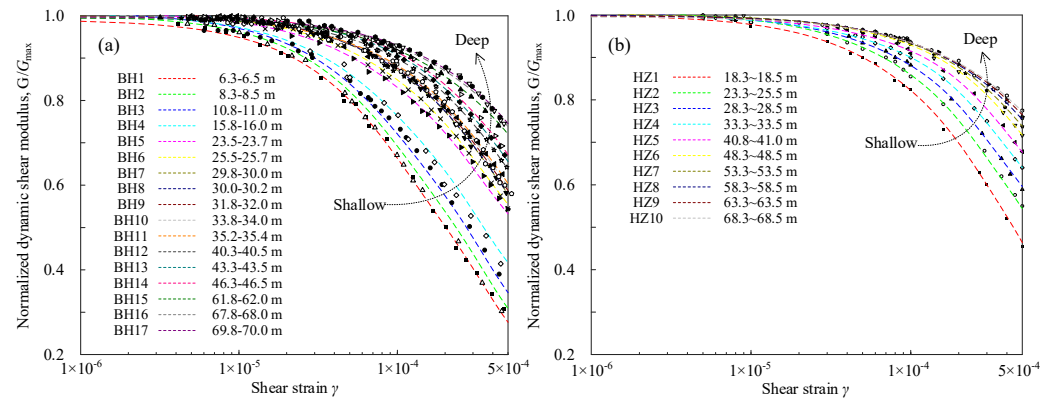 Normalized dynamic shear modulus, G/Gmax
1.0
0.8
0.6
0.4
0.2
(a)
Deep
Shallow
BH1 6.3-6.5 m
BH2 8.3-8.5 m
BH3 10.8-11.0 m
BH4 15.8-16.0 m
BH5 23.5-23.7 m
BH6 25.5-25.7 m
BH7 29.8-30.0 m
BH8 30.0-30.2 m
BH9 31.8-32.0 m
BH10 33.8-34.0 m
BH11 35.2-35.4 m
BH12 40.3-40.5 m
BH13 43.3-43.5 m
BH14 46.3-46.5 m
BH15 61.8-62.0 m
BH16 67.8-68.0 m
BH17 69.8-70.0 m
1×10-6 1×10-5 1×10-4 5×10-4
Shear strain γ
Normalized dynamic shear modulus, G/Gmax
1.0
0.8
0.6
0.4
0.2
(b)
Deep
Shallow
HZ1 18.3~18.5 m
HZ2 23.3~25.5 m
HZ3 28.3~28.5 m
HZ4 33.3~33.5 m
HZ5 40.8~41.0 m
HZ6 48.3~48.5 m
HZ7 53.3~53.5 m
HZ8 58.3~58.5 m
HZ9 63.3~63.5 m
HZ10 68.3~68.5 m
1×10-6 1×10-5 1×10-4 5×10-4
Shear strain γ